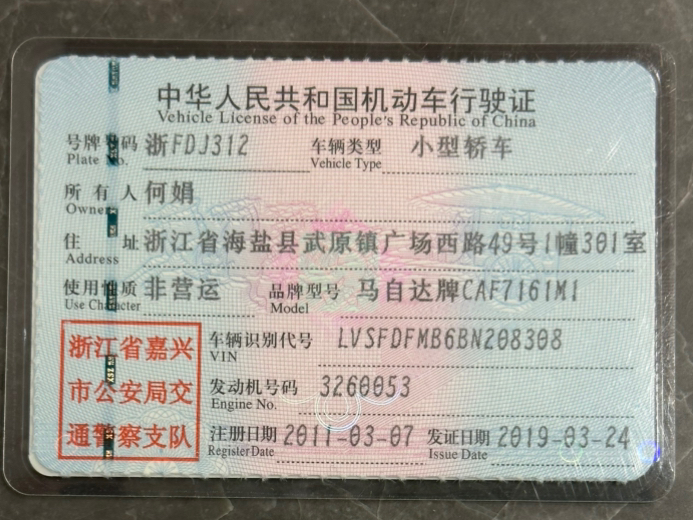 中华人民共和国机动车行驶证
Vehicle License of the People's Republic of China
号牌号码 浙FDJ312 车辆类型 小型轿车
Plate No. Vehicle Type
所有人 何娟
Owner
住址 浙江省海盐县武原镇广场西路49号1幢301室
Address
使用性质 非营运 品牌型号 马自达牌CAF7161M1
Use Character Model
浙江省嘉兴
市公安局交
通警察支队
车辆识别代号 LVSFDFMB6BN208308
VIN
发动机号码 3260053
Engine No.
注册日期 2011-03-07 发证日期 2019-03-24
Register Date Issue Date